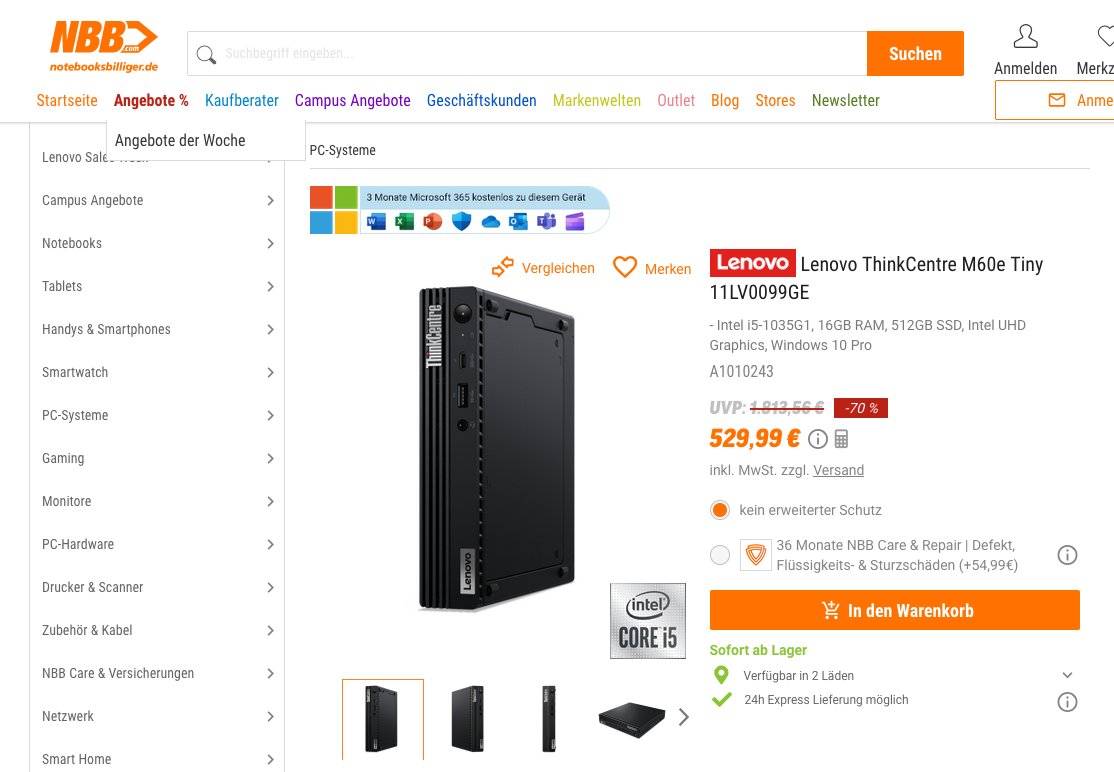 NBB
.com
notebooksbilliger.de
Suchbegriff eingeben...
Suchen
Anmelden
Merkz
Startseite Angebote % Kaufberater Campus Angebote Geschäftskunden Markenwelten Outlet Blog Stores Newsletter
Anme
Angebote der Woche
PC-Systeme
Campus Angebote
Notebooks
Tablets
Handys & Smartphones
Smartwatch
PC-Systeme
Gaming
Monitore
PC-Hardware
Drucker & Scanner
Zubehör & Kabel
NBB Care & Versicherungen
Netzwerk
Smart Home
Lenovo Sales
3 Monate Microsoft 365 kostenlos zu diesem Gerät
Vergleichen
Merken
ThinkCentre
Lenovo
intel
CORE i5
Lenovo Lenovo ThinkCentre M60e Tiny
11LV0099GE
- Intel i5-1035G1, 16GB RAM, 512GB SSD, Intel UHD
Graphics, Windows 10 Pro
A1010243
UVP: 1.813,56 € -70 %
529,99 €
inkl. MwSt. zzgl. Versand
kein erweiterter Schutz
36 Monate NBB Care & Repair | Defekt,
Flüssigkeits- & Sturzschäden (+54,99€)
In den Warenkorb
Sofort ab Lager
Verfügbar in 2 Läden
24h Express Lieferung möglich